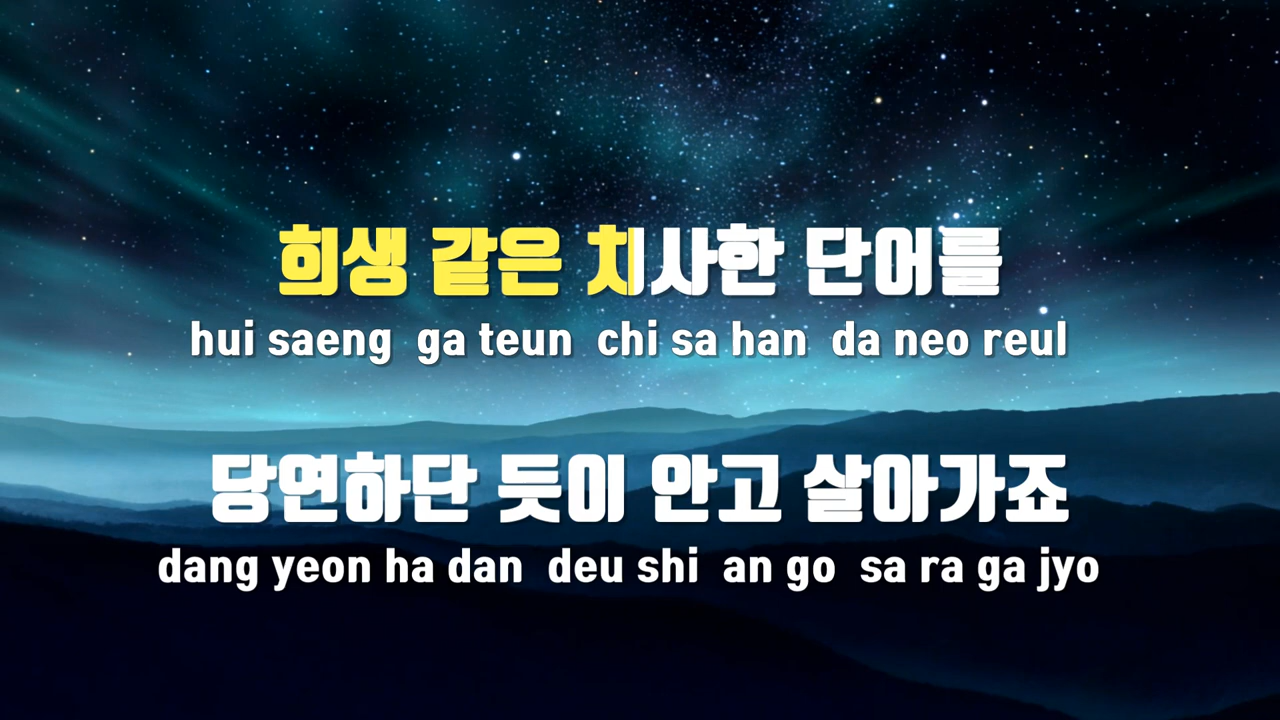 희생 같은 치사한 단어를
hui saeng ga teun chi sa han da neo reul
당연하단 듯이 안고 살아가죠
dang yeon ha dan deu shi an go sa ra ga jyo